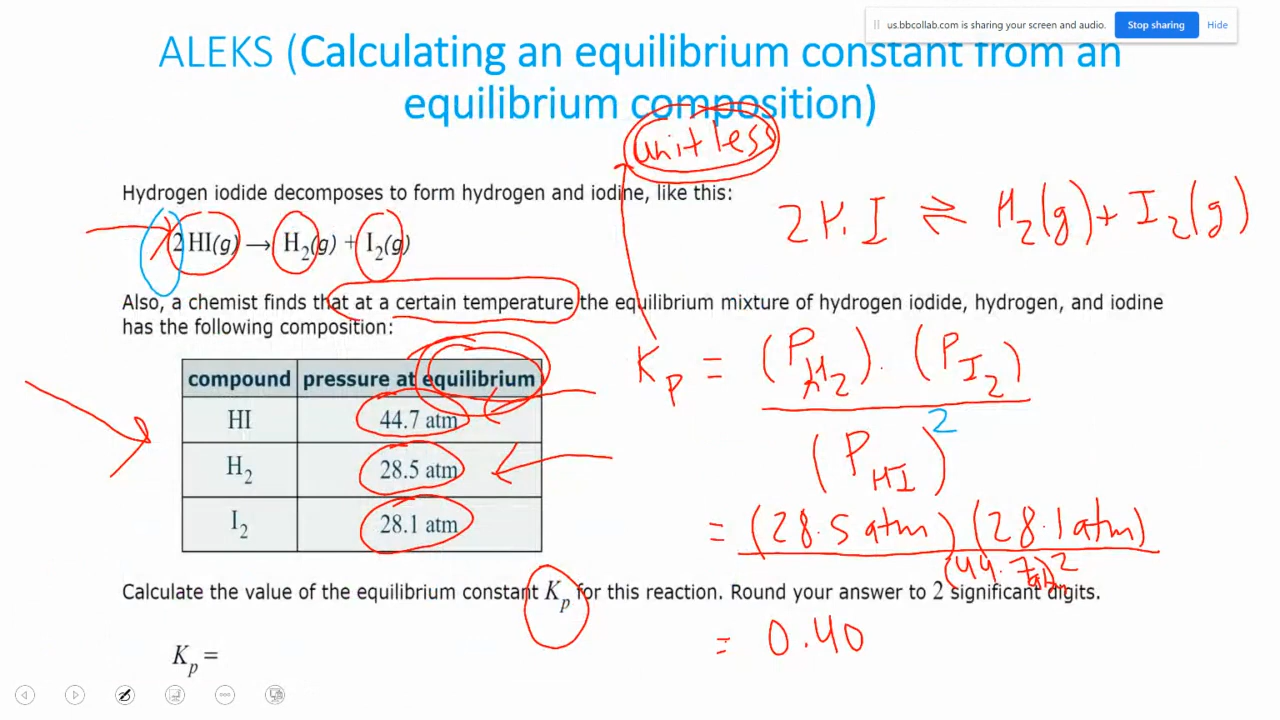 us.bbcollab.com is sharing your screen and audio. Stop sharing Hide
ALEKS (Calculating an equilibrium constant from an
equilibrium composition)
unitless
Hydrogen iodide decomposes to form hydrogen and iodine, like this:
2HI(g) → H₂(g) + I₂(g)
2HI ⇌ H₂(g) + I₂(g)
Also, a chemist finds that at a certain temperature the equilibrium mixture of hydrogen iodide, hydrogen, and iodine
has the following composition:
compound pressure at equilibrium
HI 44.7 atm
H₂ 28.5 atm
I₂ 28.1 atm
Kp = (P H₂) · (P I₂)
(P HI)²
= (28.5 atm) (28.1 atm)
(44.7 atm)²
Calculate the value of the equilibrium constant Kp for this reaction. Round your answer to 2 significant digits.
= 0.40
Kp =